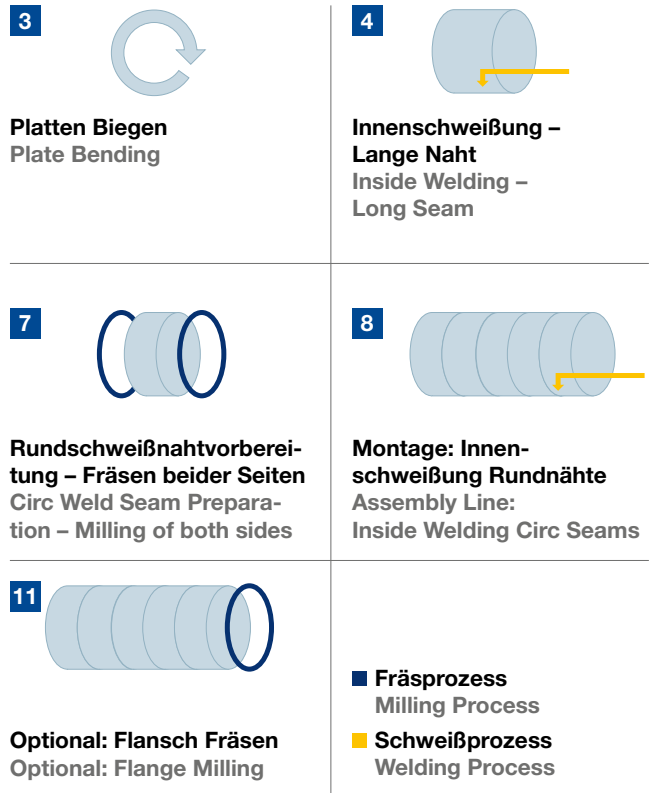 3
Platten Biegen
Plate Bending
4
Innenschweißung –
Lange Naht
Inside Welding –
Long Seam
7
Rundschweißnahtvorberei-
tung – Fräsen beider Seiten
Circ Weld Seam Prepara-
tion – Milling of both sides
8
Montage: Innen-
schweißung Rundnähte
Assembly Line:
Inside Welding Circ Seams
11
Optional: Flansch Fräsen
Optional: Flange Milling
Fräsprozess
Milling Process
Schweißprozess
Welding Process